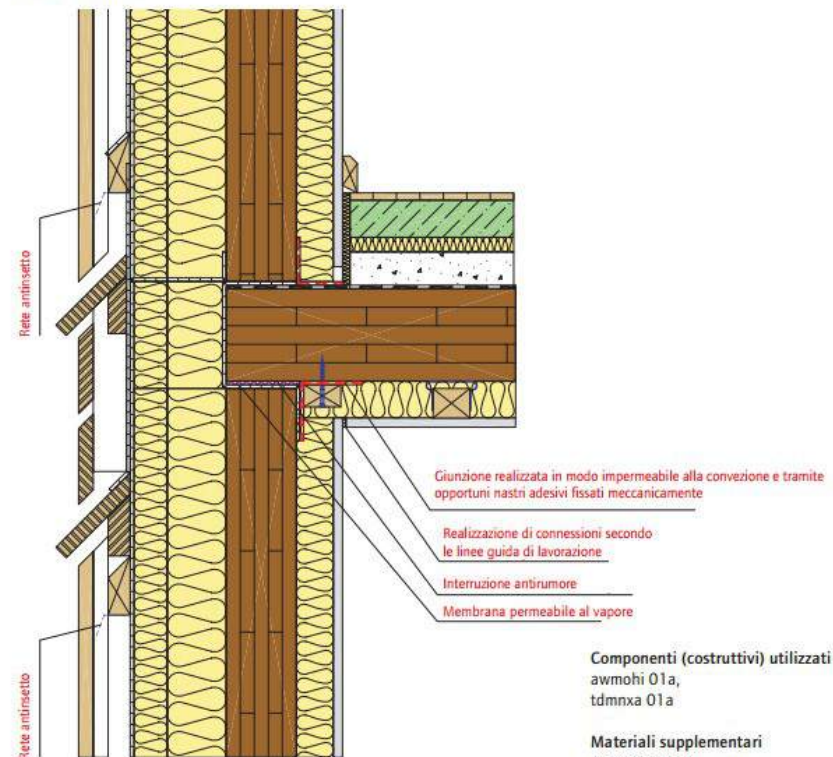 Rete antinsetto
Giunzione realizzata in modo impermeabile alla convezione e tramite
opportuni nastri adesivi fissati meccanicamente
Realizzazione di connessioni secondo
le linee guida di lavorazione
Interruzione antirumore
Membrana permeabile al vapore
Rete antinsetto
Componenti (costruttivi) utilizzati
awmohi 01a,
tdmnxa 01a
Materiali supplementari